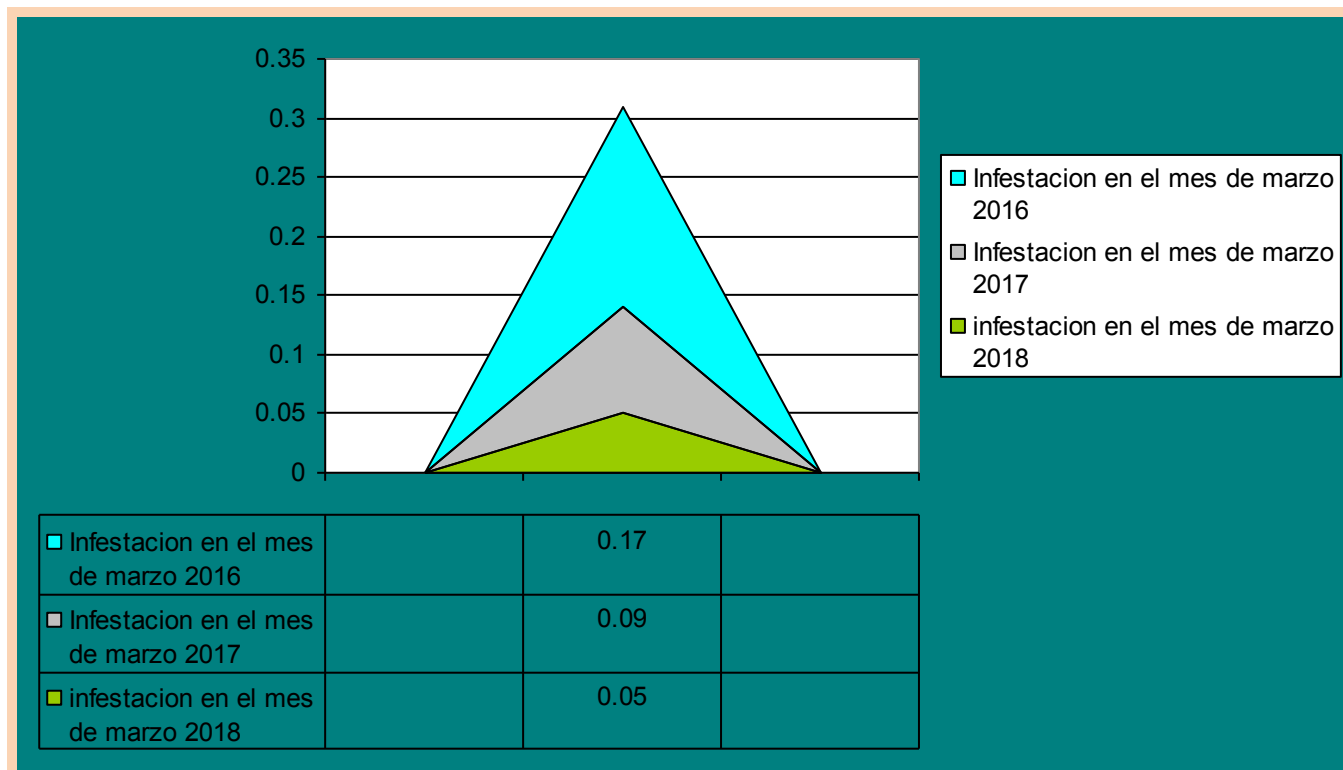 0.35
0.3
0.25
0.2
0.15
0.1
0.05
0
Infestacion en el mes de marzo
2016
Infestacion en el mes de marzo
2017
infestacion en el mes de marzo
2018
Infestacion en el mes
de marzo 2016
0.17
Infestacion en el mes
de marzo 2017
0.09
infestacion en el mes
de marzo 2018
0.05